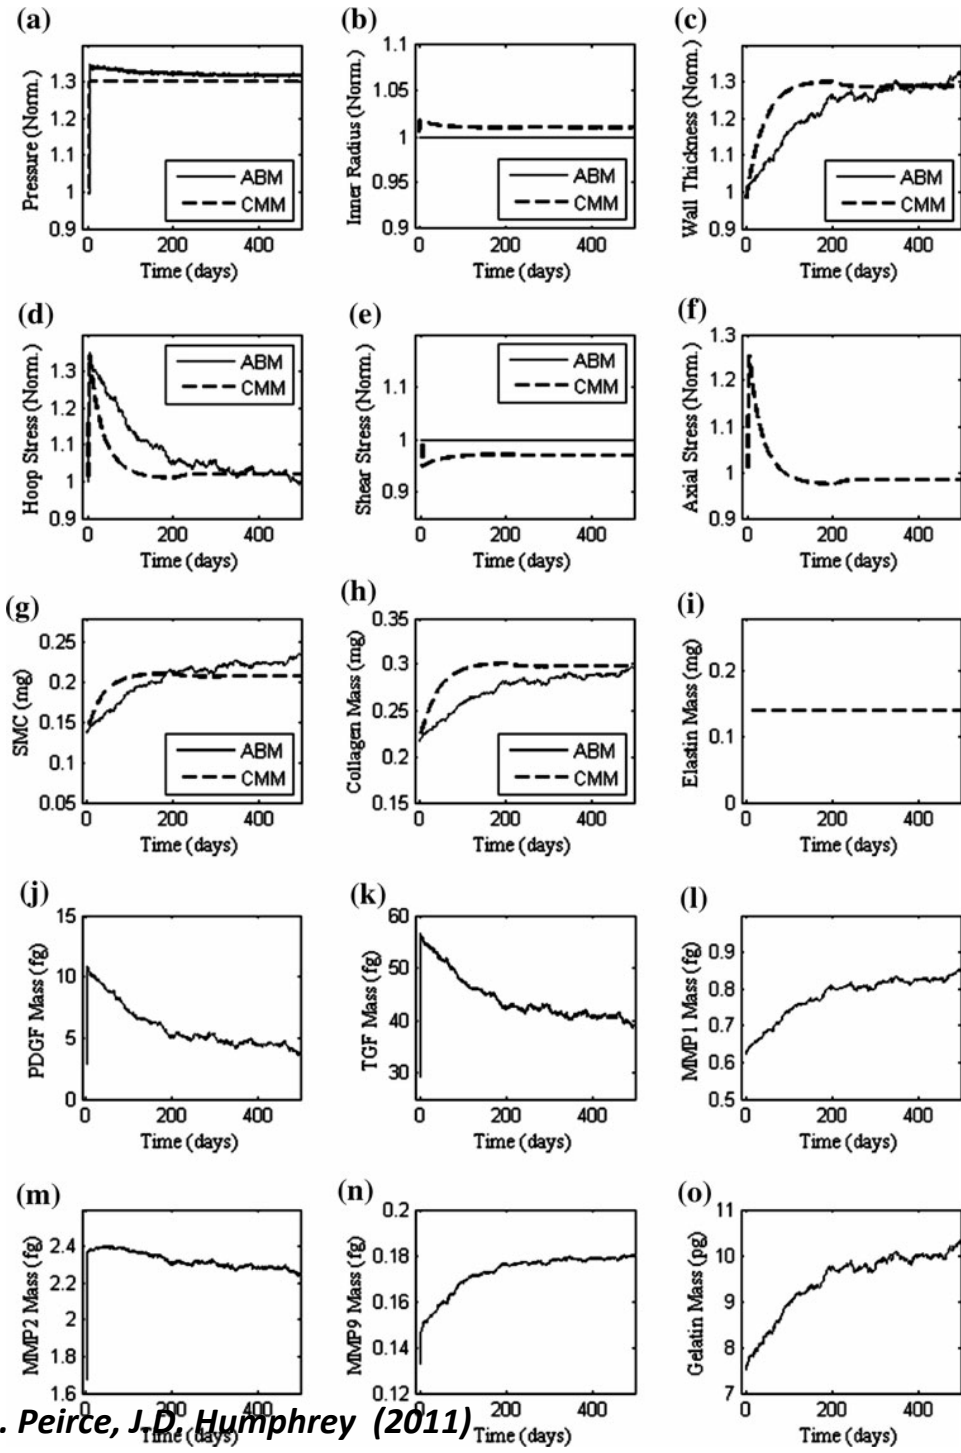 (a)
Pressure (Norm.)
1.3
1.2
1.1
1
0.9
ABM
CMM
0
200
400
Time (days)
(b)
Inner Radius (Norm.)
1.1
1.05
1
0.95
0.9
ABM
CMM
0
200
400
Time (days)
(c)
Wall Thickness (Norm.)
1.3
1.2
1.1
1
0.9
ABM
CMM
0
200
400
Time (days)
(d)
Hoop Stress (Norm.)
1.3
1.2
1.1
1
0.9
ABM
CMM
0
200
400
Time (days)
(e)
Shear Stress (Norm.)
1.1
1
0.9
ABM
CMM
0
200
400
Time (days)
(f)
Axial Stress (Norm.)
1.3
1.2
1.1
1
0.9
0
200
400
Time (days)
(g)
SMC (mg)
0.25
0.2
0.15
0.1
0.05
ABM
CMM
0
200
400
Time (days)
(h)
Collagen Mass (mg)
0.35
0.3
0.25
0.2
0.15
ABM
CMM
0
200
400
Time (days)
(i)
Elastin Mass (mg)
0.2
0.1
0
0
200
400
Time (days)
(j)
PDGF Mass (fg)
15
10
5
0
0
200
400
Time (days)
(k)
TGF Mass (fg)
60
50
40
30
0
200
400
Time (days)
(l)
MMP1 Mass (fg)
0.9
0.8
0.7
0.6
0.5
0
200
400
Time (days)
(m)
MMP2 Mass (fg)
2.4
2.2
2
1.8
1.6
0
200
400
(n)
MMP9 Mass (fg)
0.2
0.18
0.16
0.14
0.12
0
200
400
Time (days)
(o)
Gelatin Mass (pg)
11
10
9
8
7
0
200
400
Time (days)
. Peirce, J.D. Humphrey (2011)